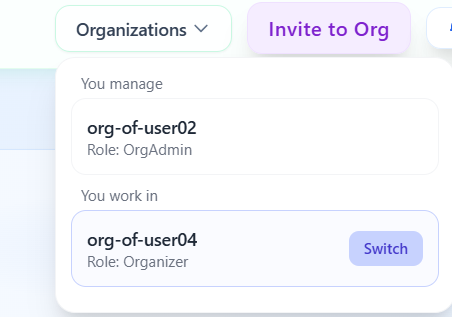 Organizations
Invite to Org
You manage
org-of-user02
Role: OrgAdmin
You work in
org-of-user04
Role: Organizer
Switch